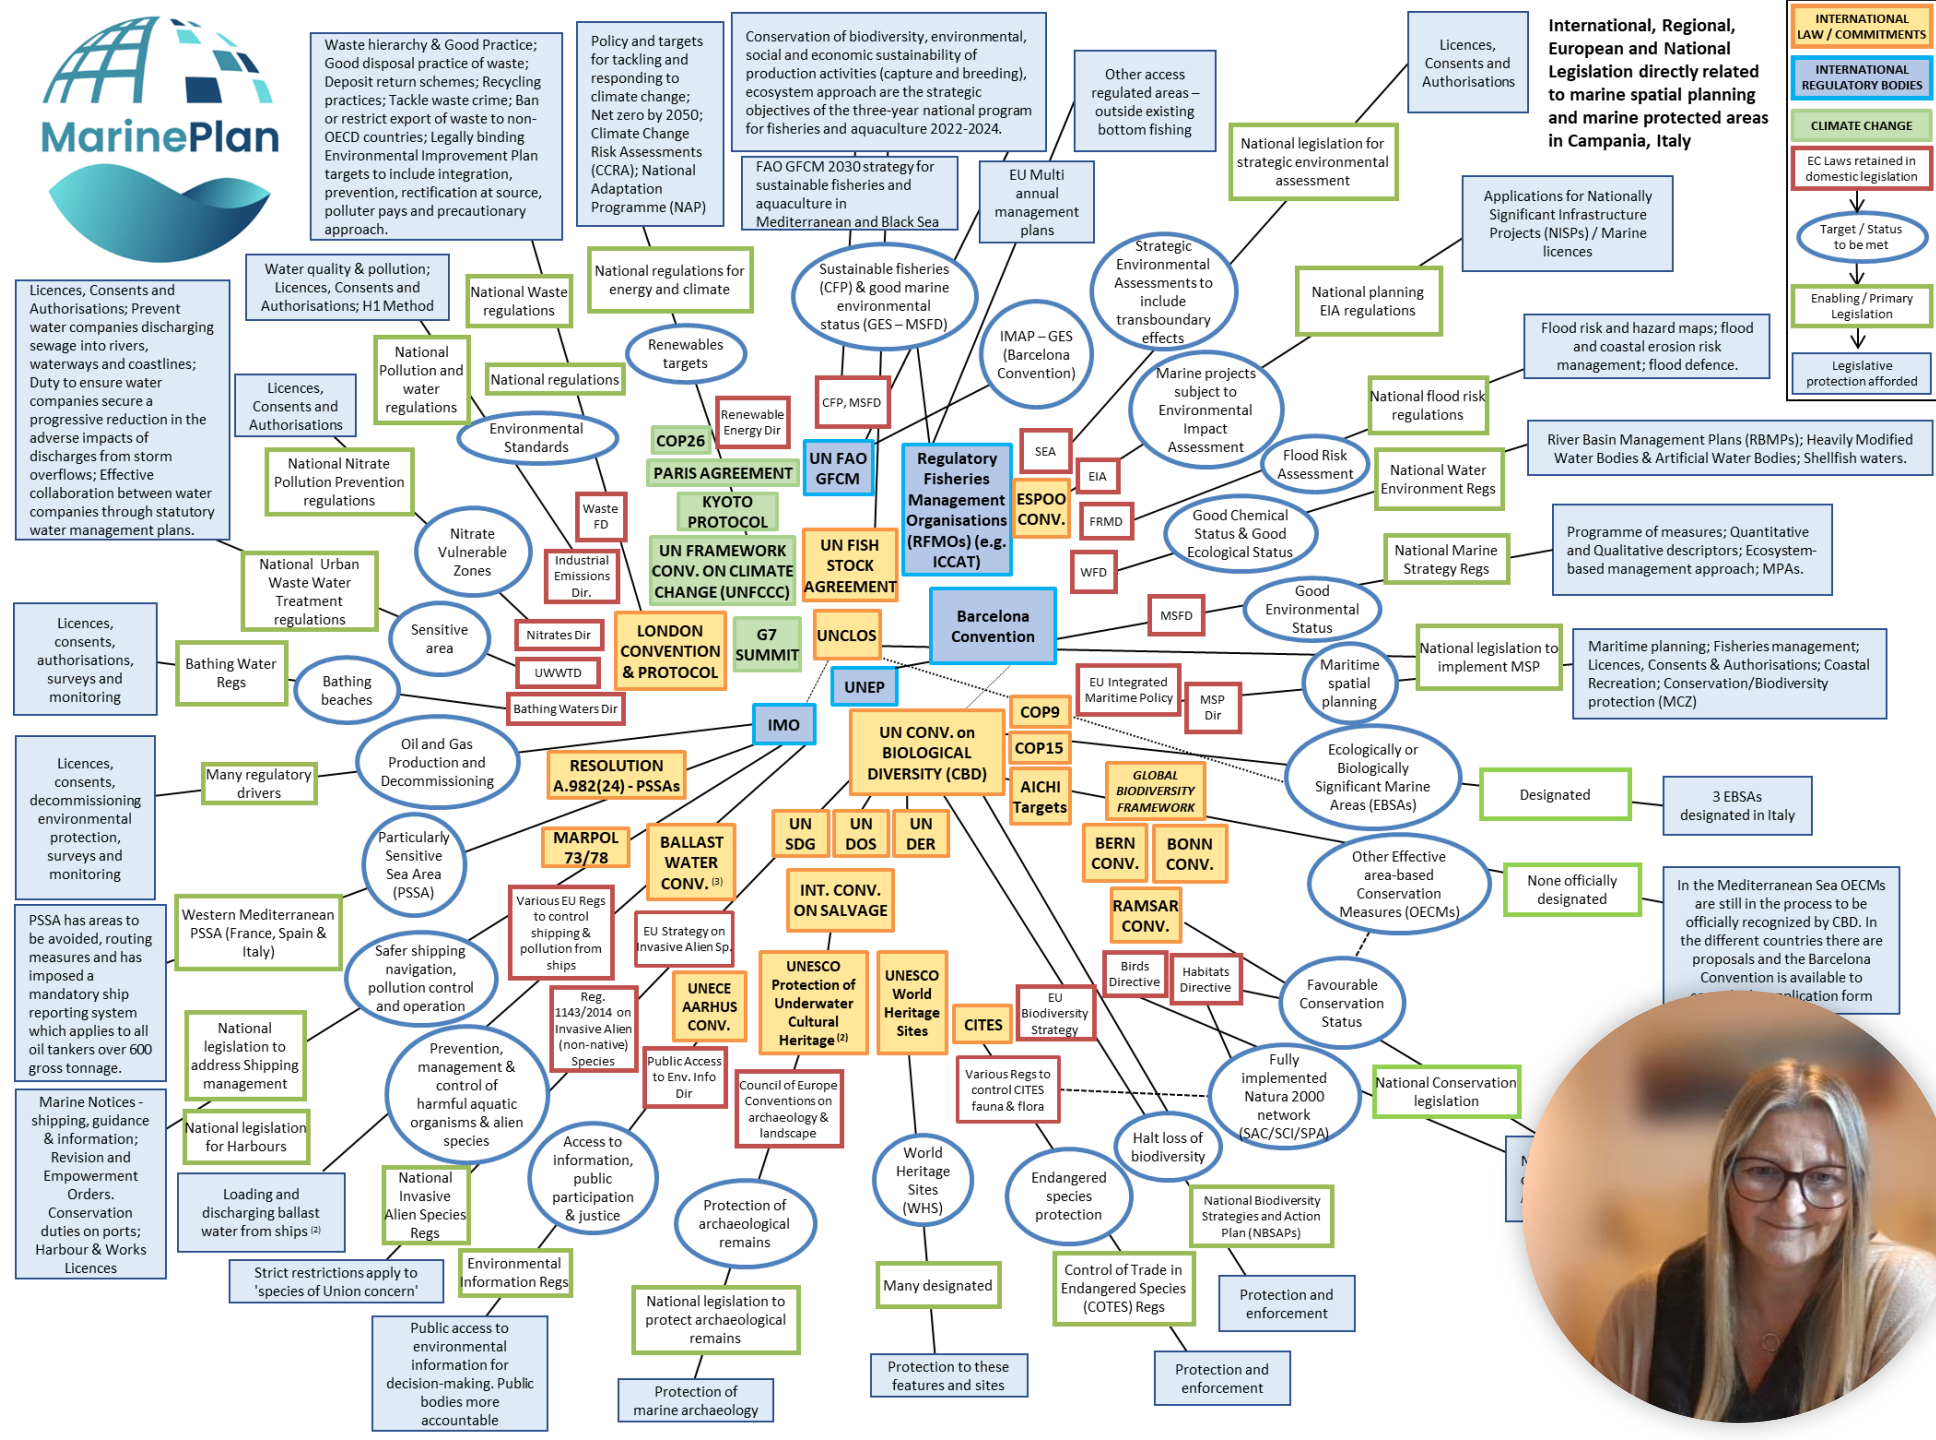 MarinePlan
International, Regional,
European and National
Legislation directly related
to marine spatial planning
and marine protected areas
in Campania, Italy
INTERNATIONAL
LAW / COMMITMENTS
INTERNATIONAL
REGULATORY BODIES
CLIMATE CHANGE
EC Laws retained in
domestic legislation
Target / Status
to be met
Enabling / Primary
Legislation
Legislative
protection afforded
Waste hierarchy & Good Practice;
Good disposal practice of waste;
Deposit return schemes; Recycling
practices; Tackle waste crime; Ban
or restrict export of waste to non-
OECD countries; Legally binding
Environmental Improvement Plan
targets to include integration,
prevention, rectification at source,
polluter pays and precautionary
approach.
Policy and targets
for tackling and
responding to
climate change;
Net zero by 2050;
Climate Change
Risk Assessments
(CCRA); National
Adaptation
Programme (NAP)
Conservation of biodiversity, environmental,
social and economic sustainability of
production activities (capture and breeding),
ecosystem approach are the strategic
objectives of the three-year national program
for fisheries and aquaculture 2022-2024.
FAO GFCM 2030 strategy for
sustainable fisheries and
aquaculture in
Mediterranean and Black Sea
Other access
regulated areas –
outside existing
bottom fishing
EU Multi
annual
management
plans
Licences,
Consents and
Authorisations
National legislation for
strategic environmental
assessment
Applications for Nationally
Significant Infrastructure
Projects (NISPs) / Marine
licences
Strategic
Environmental
Assessments to
include
transboundary
effects
National planning
EIA regulations
Sustainable fisheries
(CFP) & good marine
environmental
status (GES – MSFD)
IMAP – GES
(Barcelona
Convention)
National regulations for
energy and climate
Renewables
targets
Water quality & pollution;
Licences, Consents and
Authorisations; H1 Method
National Waste
regulations
National
Pollution and
water
regulations
National regulations
Environmental
Standards
Licences, Consents and
Authorisations; Prevent
water companies discharging
sewage into rivers,
waterways and coastlines;
Duty to ensure water
companies secure a
progressive reduction in the
adverse impacts of
discharges from storm
overflows; Effective
collaboration between water
companies through statutory
water management plans.
Licences,
Consents and
Authorisations
National Nitrate
Pollution Prevention
regulations
Nitrate
Vulnerable
Zones
National Urban
Waste Water
Treatment
regulations
Sensitive
area
Waste
FD
Industrial
Emissions
Dir.
Nitrates Dir
UWWTD
Bathing Waters Dir
Renewable
Energy Dir
COP26
PARIS AGREEMENT
KYOTO
PROTOCOL
UN FRAMEWORK
CONV. ON CLIMATE
CHANGE (UNFCCC)
G7
SUMMIT
LONDON
CONVENTION
& PROTOCOL
CFP, MSFD
UN FAO
GFCM
Regulatory
Fisheries
Management
Organisations
(RFMOs) (e.g.
ICCAT)
UN FISH
STOCK
AGREEMENT
UNCLOS
UNEP
IMO
Barcelona
Convention
ESPOO
CONV.
SEA
EIA
FRMD
WFD
MSFD
Marine projects
subject to
Environmental
Impact
Assessment
Flood Risk
Assessment
National flood risk
regulations
Flood risk and hazard maps; flood
and coastal erosion risk
management; flood defence.
Good Chemical
Status & Good
Ecological Status
National Water
Environment Regs
River Basin Management Plans (RBMPs); Heavily Modified
Water Bodies & Artificial Water Bodies; Shellfish waters.
Good
Environmental
Status
National Marine
Strategy Regs
Programme of measures; Quantitative
and Qualitative descriptors; Ecosystem-
based management approach; MPAs.
EU Integrated
Maritime Policy
MSP
Dir
Maritime
spatial
planning
National legislation to
implement MSP
Maritime planning; Fisheries management;
Licences, Consents & Authorisations; Coastal
Recreation; Conservation/Biodiversity
protection (MCZ)
Licences,
consents,
authorisations,
surveys and
monitoring
Bathing Water
Regs
Bathing
beaches
Oil and Gas
Production and
Decommissioning
Many regulatory
drivers
Licences,
consents,
decommissioning
environmental
protection,
surveys and
monitoring
RESOLUTION
A.982(24) - PSSAs
MARPOL
73/78
BALLAST
WATER
CONV. (3)
UN CONV. on
BIOLOGICAL
DIVERSITY (CBD)
COP9
COP15
AICHI
Targets
GLOBAL
BIODIVERSITY
FRAMEWORK
UN
SDG
UN
DOS
UN
DER
BERN
CONV.
BONN
CONV.
RAMSAR
CONV.
Ecologically or
Biologically
Significant Marine
Areas (EBSAs)
Designated
3 EBSAs
designated in Italy
Other Effective
area-based
Conservation
Measures (OECMs)
None officially
designated
In the Mediterranean Sea OECMs
are still in the process to be
officially recognized by CBD. In
the different countries there are
proposals and the Barcelona
Convention is available to
application form
Particularly
Sensitive
Sea Area
(PSSA)
Western Mediterranean
PSSA (France, Spain &
Italy)
PSSA has areas to
be avoided, routing
measures and has
imposed a
mandatory ship
reporting system
which applies to all
oil tankers over 600
gross tonnage.
Safer shipping
navigation,
pollution control
and operation
National
legislation to
address Shipping
management
National legislation
for Harbours
Marine Notices -
shipping, guidance
& information;
Revision and
Empowerment
Orders.
Conservation
duties on ports;
Harbour & Works
Licences
Various EU Regs
to control
shipping &
pollution from
ships
EU Strategy on
Invasive Alien Sp.
Reg.
1143/2014 on
Invasive Alien
(non-native)
Species
INT. CONV.
ON SALVAGE
UNECE
AARHUS
CONV.
UNESCO
Protection of
Underwater
Cultural
Heritage (2)
UNESCO
World
Heritage
Sites
CITES
EU
Biodiversity
Strategy
Birds
Directive
Habitats
Directive
Favourable
Conservation
Status
Fully
implemented
Natura 2000
network
(SAC/SCI/SPA)
National Conservation
legislation
Prevention,
management &
control of
harmful aquatic
organisms & alien
species
Public Access
to Env. Info
Dir
Council of Europe
Conventions on
archaeology &
landscape
Various Regs to
control CITES
fauna & flora
Halt loss of
biodiversity
Access to
information,
public
participation
& justice
Protection of
archaeological
remains
World
Heritage
Sites
(WHS)
Endangered
species
protection
National Biodiversity
Strategies and Action
Plan (NBSAPs)
Loading and
discharging ballast
water from ships (2)
National
Invasive
Alien Species
Regs
Strict restrictions apply to
'species of Union concern'
Environmental
Information Regs
Public access to
environmental
information for
decision-making. Public
bodies more
accountable
National legislation to
protect archaeological
remains
Protection of
marine archaeology
Many designated
Protection to these
features and sites
Control of Trade in
Endangered Species
(COTES) Regs
Protection and
enforcement
Protection and
enforcement